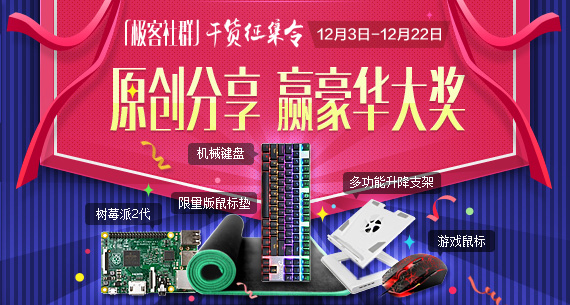 「极客社群」干货征集令 12月3日-12月22日
原创分享 赢豪华大奖
机械键盘
多功能升降支架
限量版鼠标垫
树莓派2代
游戏鼠标